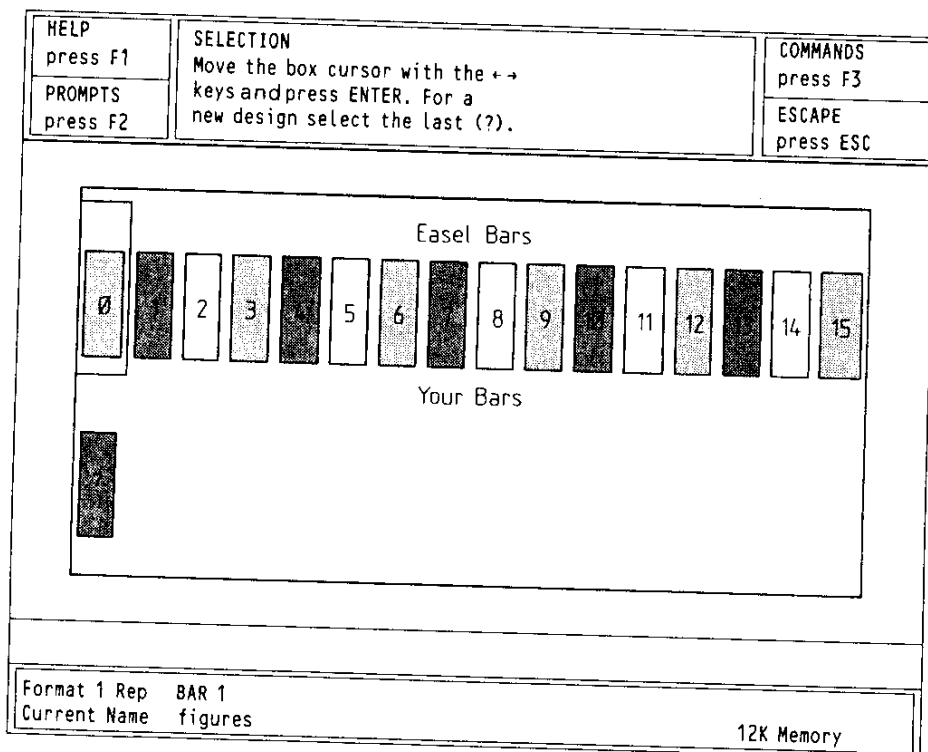 HELP
press F1
PROMPTS
press F2
SELECTION
Move the box cursor with the ←→
keys and press ENTER. For a
new design select the last (?).
COMMANDS
press F3
ESCAPE
press ESC
Easel Bars
0 1 2 3 4 5 6 7 8 9 10 11 12 13 14 15
Your Bars
?
Format 1 Rep BAR 1
Current Name figures
12K Memory